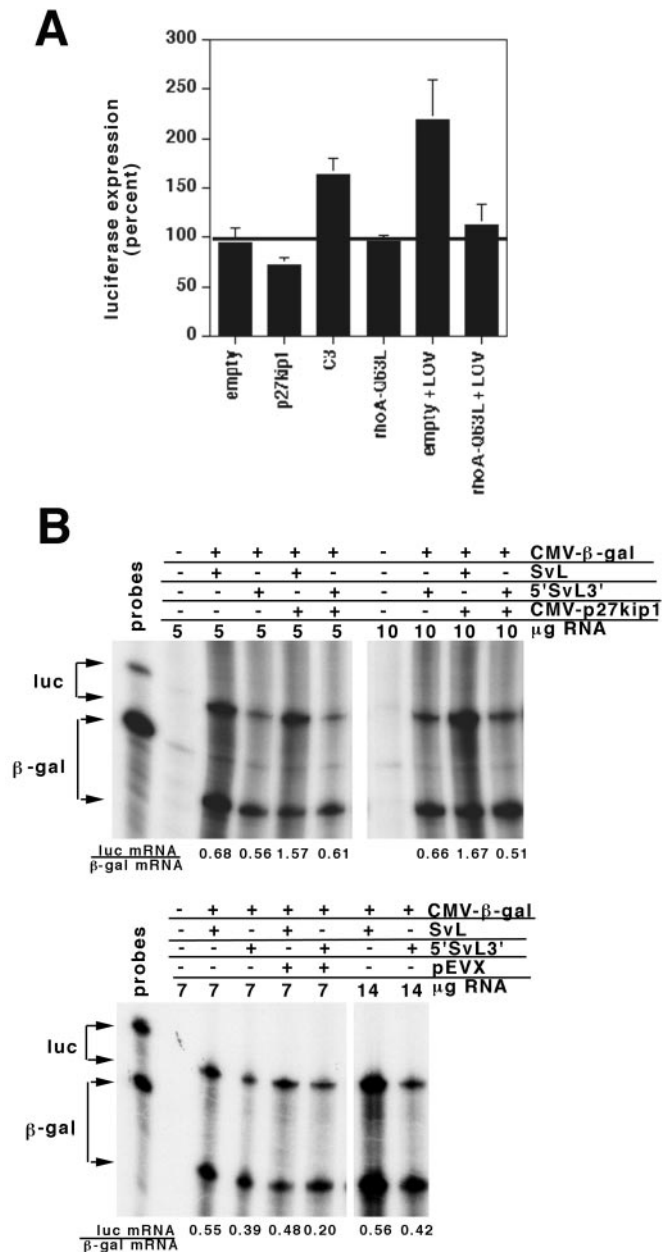 A
luciferase expression
(percent)
300
250
200
150
100
50
0
empty
p27kip1
C3
rhoA-Q63L
empty + LOV
rhoA-Q63L + LOV
B
probes
- + + + + - + + + CMV-β-gal
- + - + - - - + - SvL
- - + - + - + - + 5'SvL3'
- - - + + - - + + CMV-p27kip1
5 5 5 5 5 10 10 10 10 μg RNA
luc
β-gal
luc mRNA
β-gal mRNA
0.68 0.56 1.57 0.61 0.66 1.67 0.51
probes
- + + + + + + CMV-β-gal
- + - + - + - SvL
- - + - + - + 5'SvL3'
- - - + + - - pEVX
7 7 7 7 7 14 14 μg RNA
luc
β-gal
luc mRNA
β-gal mRNA
0.55 0.39 0.48 0.20 0.56 0.42